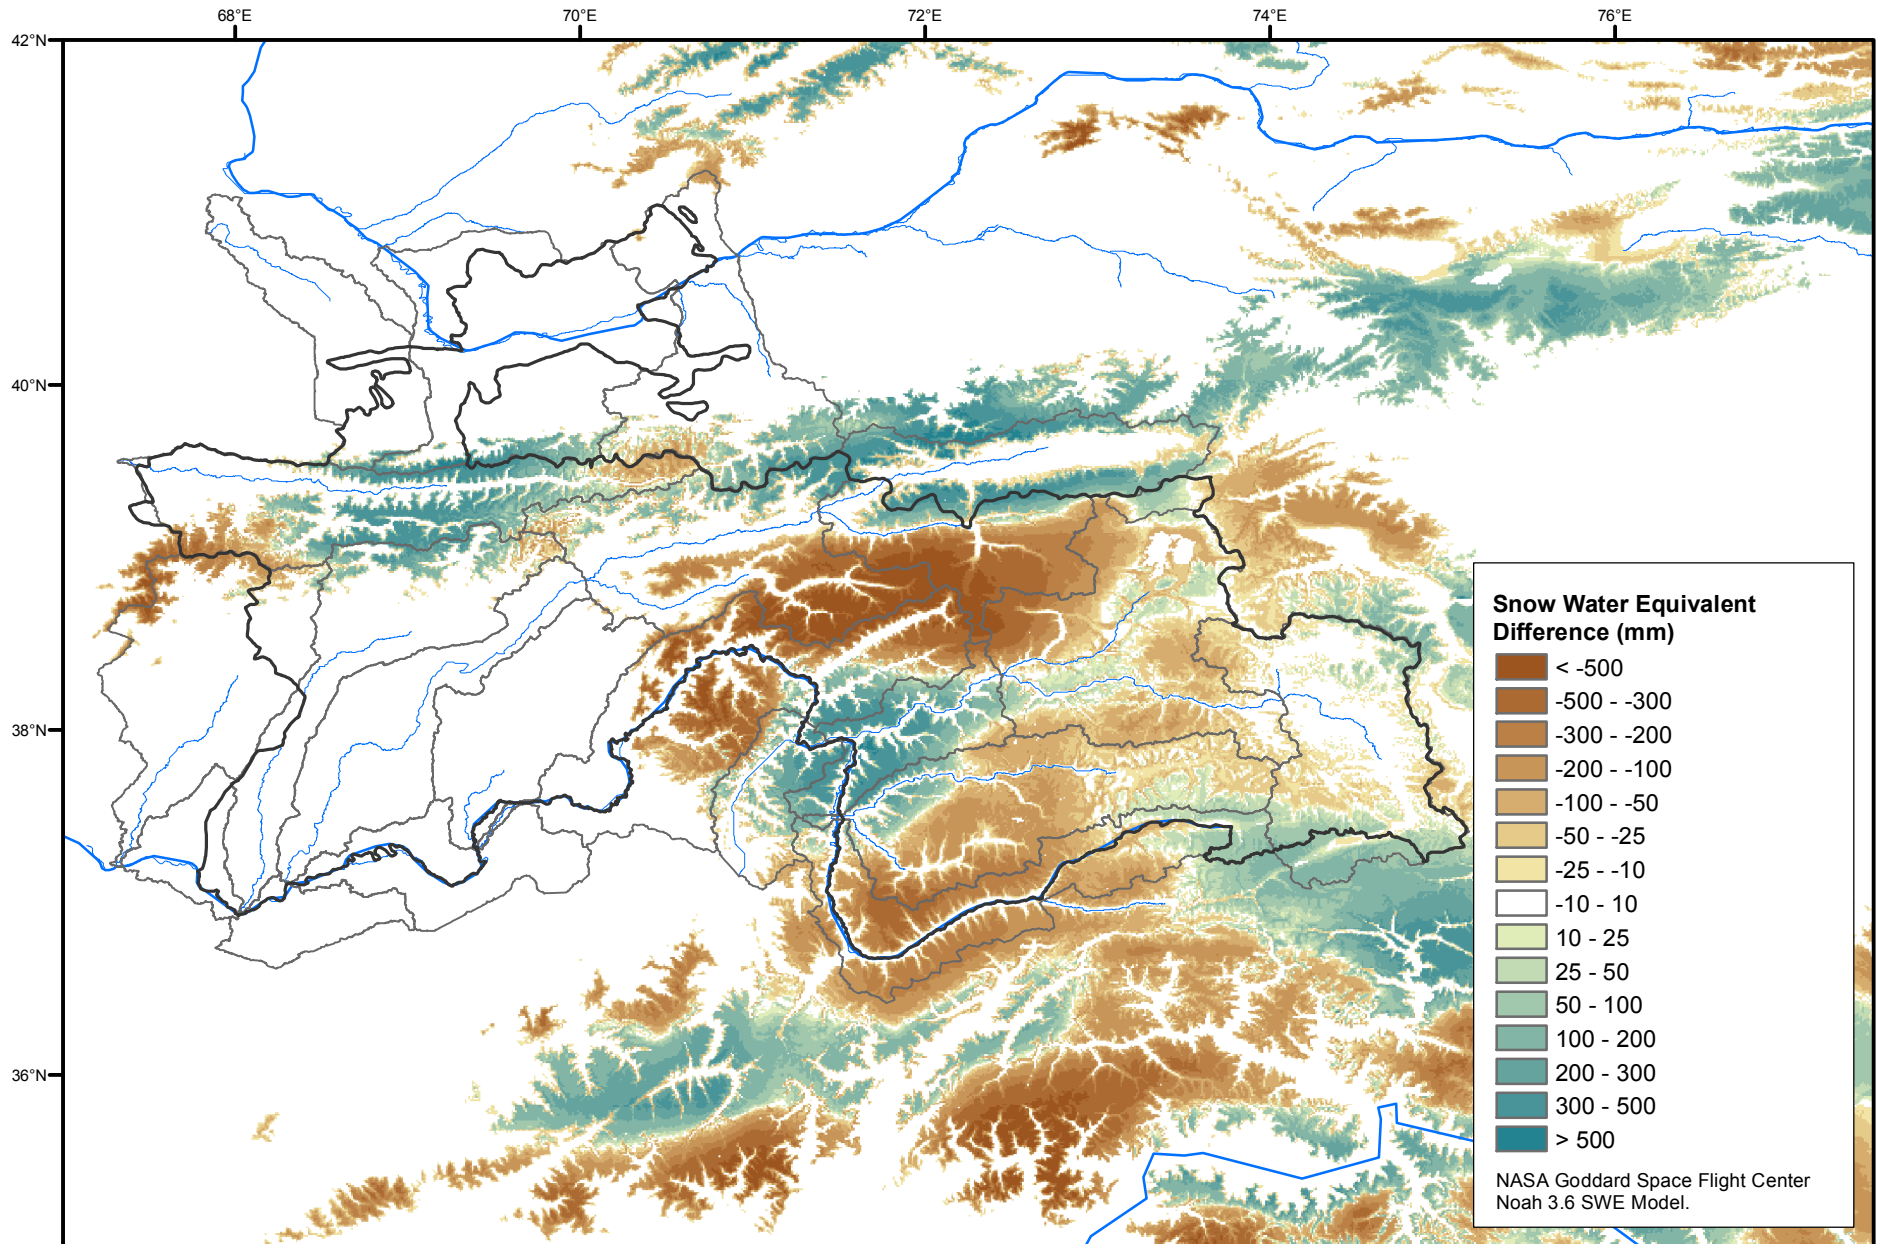 68°E 70°E 72°E 74°E 76°E
42°N
40°N
38°N
36°N
Snow Water Equivalent
Difference (mm)
< -500
-500 - -300
-300 - -200
-200 - -100
-100 - -50
-50 - -25
-25 - -10
-10 - 10
10 - 25
25 - 50
50 - 100
100 - 200
200 - 300
300 - 500
> 500
NASA Goddard Space Flight Center
Noah 3.6 SWE Model.